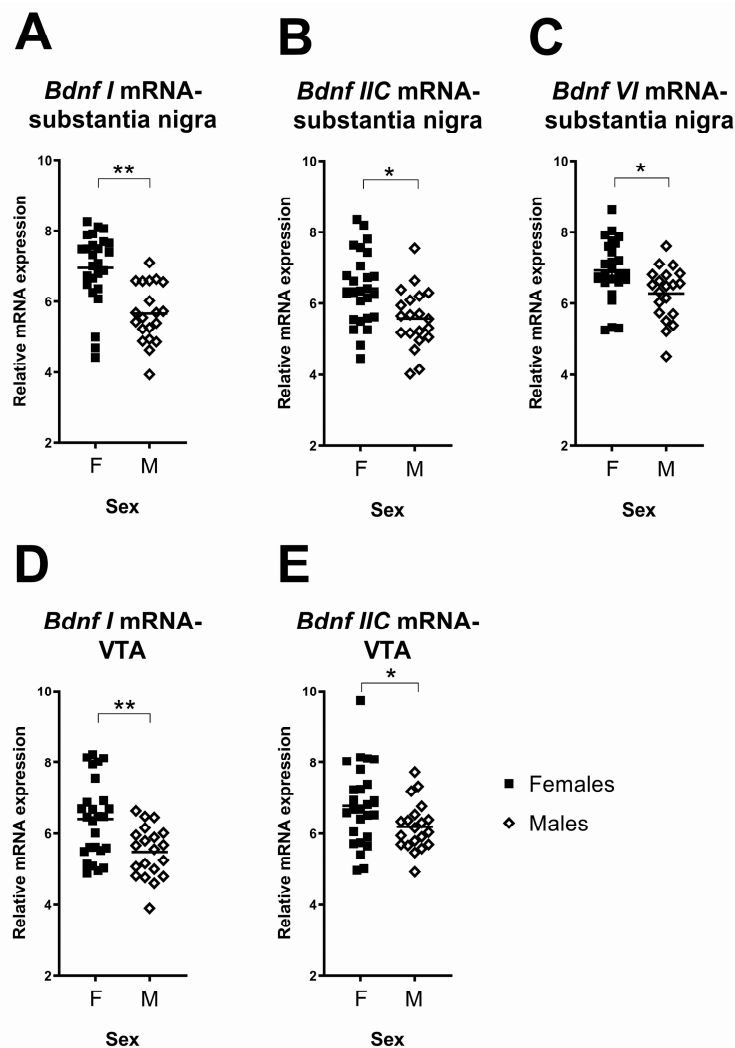 A
Bdnf I mRNA-
substantia nigra
**
10
8
6
4
2
Relative mRNA expression
F M
Sex
B
Bdnf IIC mRNA-
substantia nigra
*
10
8
6
4
2
Relative mRNA expression
F M
Sex
C
Bdnf VI mRNA-
substantia nigra
*
10
8
6
4
2
Relative mRNA expression
F M
Sex
D
Bdnf I mRNA-
VTA
**
10
8
6
4
2
Relative mRNA expression
F M
Sex
E
Bdnf IIC mRNA-
VTA
*
10
8
6
4
2
Relative mRNA expression
F M
Sex
Females
Males